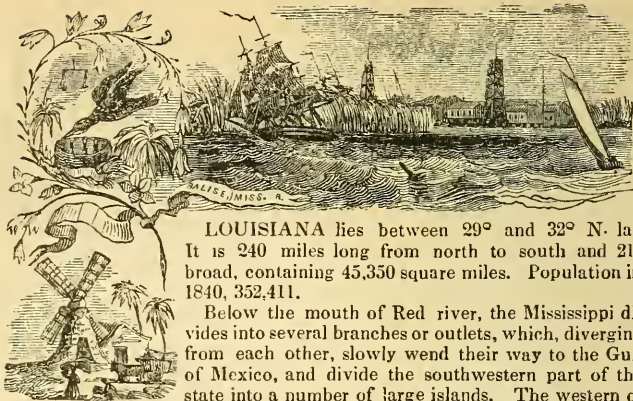 BALISE, MISS. R.
LOUISIANA lies between 29° and 32° N. la
It is 240 miles long from north to south and 21
broad, containing 45,350 square miles. Population i
1840, 352,411.
Below the mouth of Red river, the Mississippi d
vides into several branches or outlets, which, divergin
from each other, slowly wend their way to the Gu
of Mexico, and divide the southwestern part of th
state into a number of large islands. The western